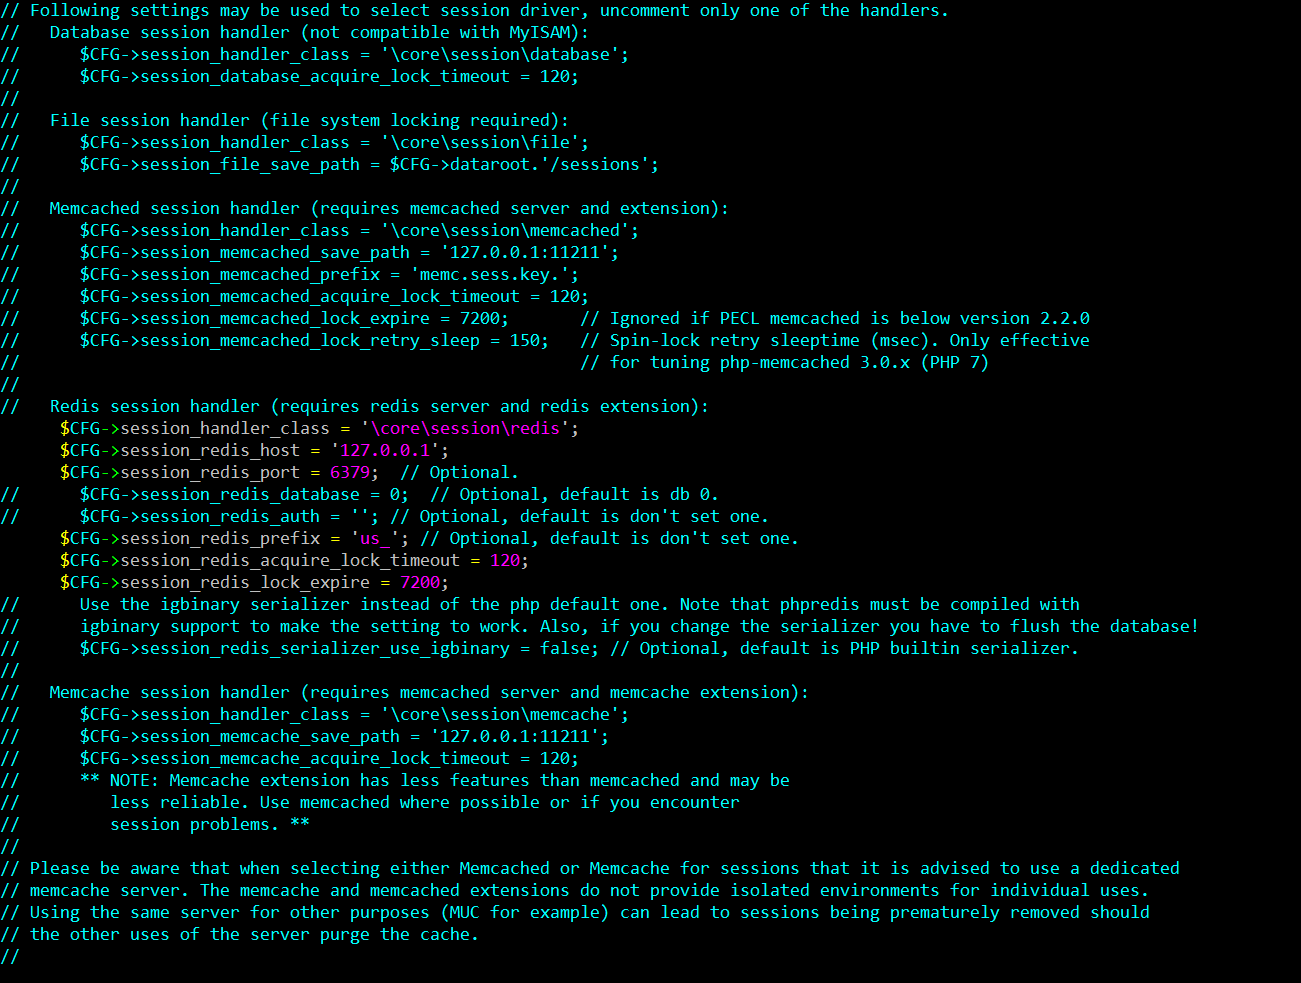 // Following settings may be used to select session driver, uncomment only one of the handlers.
//   Database session handler (not compatible with MyISAM):
//      $CFG->session_handler_class = '\core\session\database';
//      $CFG->session_database_acquire_lock_timeout = 120;
//
//   File session handler (file system locking required):
//      $CFG->session_handler_class = '\core\session\file';
//      $CFG->session_file_save_path = $CFG->dataroot.'/sessions';
//
//   Memcached session handler (requires memcached server and extension):
//      $CFG->session_handler_class = '\core\session\memcached';
//      $CFG->session_memcached_save_path = '127.0.0.1:11211';
//      $CFG->session_memcached_prefix = 'memc.sess.key.';
//      $CFG->session_memcached_acquire_lock_timeout = 120;
//      $CFG->session_memcached_lock_expire = 7200;       // Ignored if PECL memcached is below version 2.2.0
//      $CFG->session_memcached_lock_retry_sleep = 150;   // Spin-lock retry sleeptime (msec). Only effective
//                                                        // for tuning php-memcached 3.0.x (PHP 7)
//
//   Redis session handler (requires redis server and redis extension):
      $CFG->session_handler_class = '\core\session\redis';
      $CFG->session_redis_host = '127.0.0.1';
      $CFG->session_redis_port = 6379;  // Optional.
//      $CFG->session_redis_database = 0;  // Optional, default is db 0.
//      $CFG->session_redis_auth = ''; // Optional, default is don't set one.
      $CFG->session_redis_prefix = 'us_'; // Optional, default is don't set one.
      $CFG->session_redis_acquire_lock_timeout = 120;
      $CFG->session_redis_lock_expire = 7200;
//      Use the igbinary serializer instead of the php default one. Note that phpredis must be compiled with
//      igbinary support to make the setting to work. Also, if you change the serializer you have to flush the database!
//      $CFG->session_redis_serializer_use_igbinary = false; // Optional, default is PHP builtin serializer.
//
//   Memcache session handler (requires memcached server and memcache extension):
//      $CFG->session_handler_class = '\core\session\memcache';
//      $CFG->session_memcache_save_path = '127.0.0.1:11211';
//      $CFG->session_memcache_acquire_lock_timeout = 120;
//      ** NOTE: Memcache extension has less features than memcached and may be
//         less reliable. Use memcached where possible or if you encounter
//         session problems. **
//
// Please be aware that when selecting either Memcached or Memcache for sessions that it is advised to use a dedicated
// memcache server. The memcache and memcached extensions do not provide isolated environments for individual uses.
// Using the same server for other purposes (MUC for example) can lead to sessions being prematurely removed should
// the other uses of the server purge the cache.
//